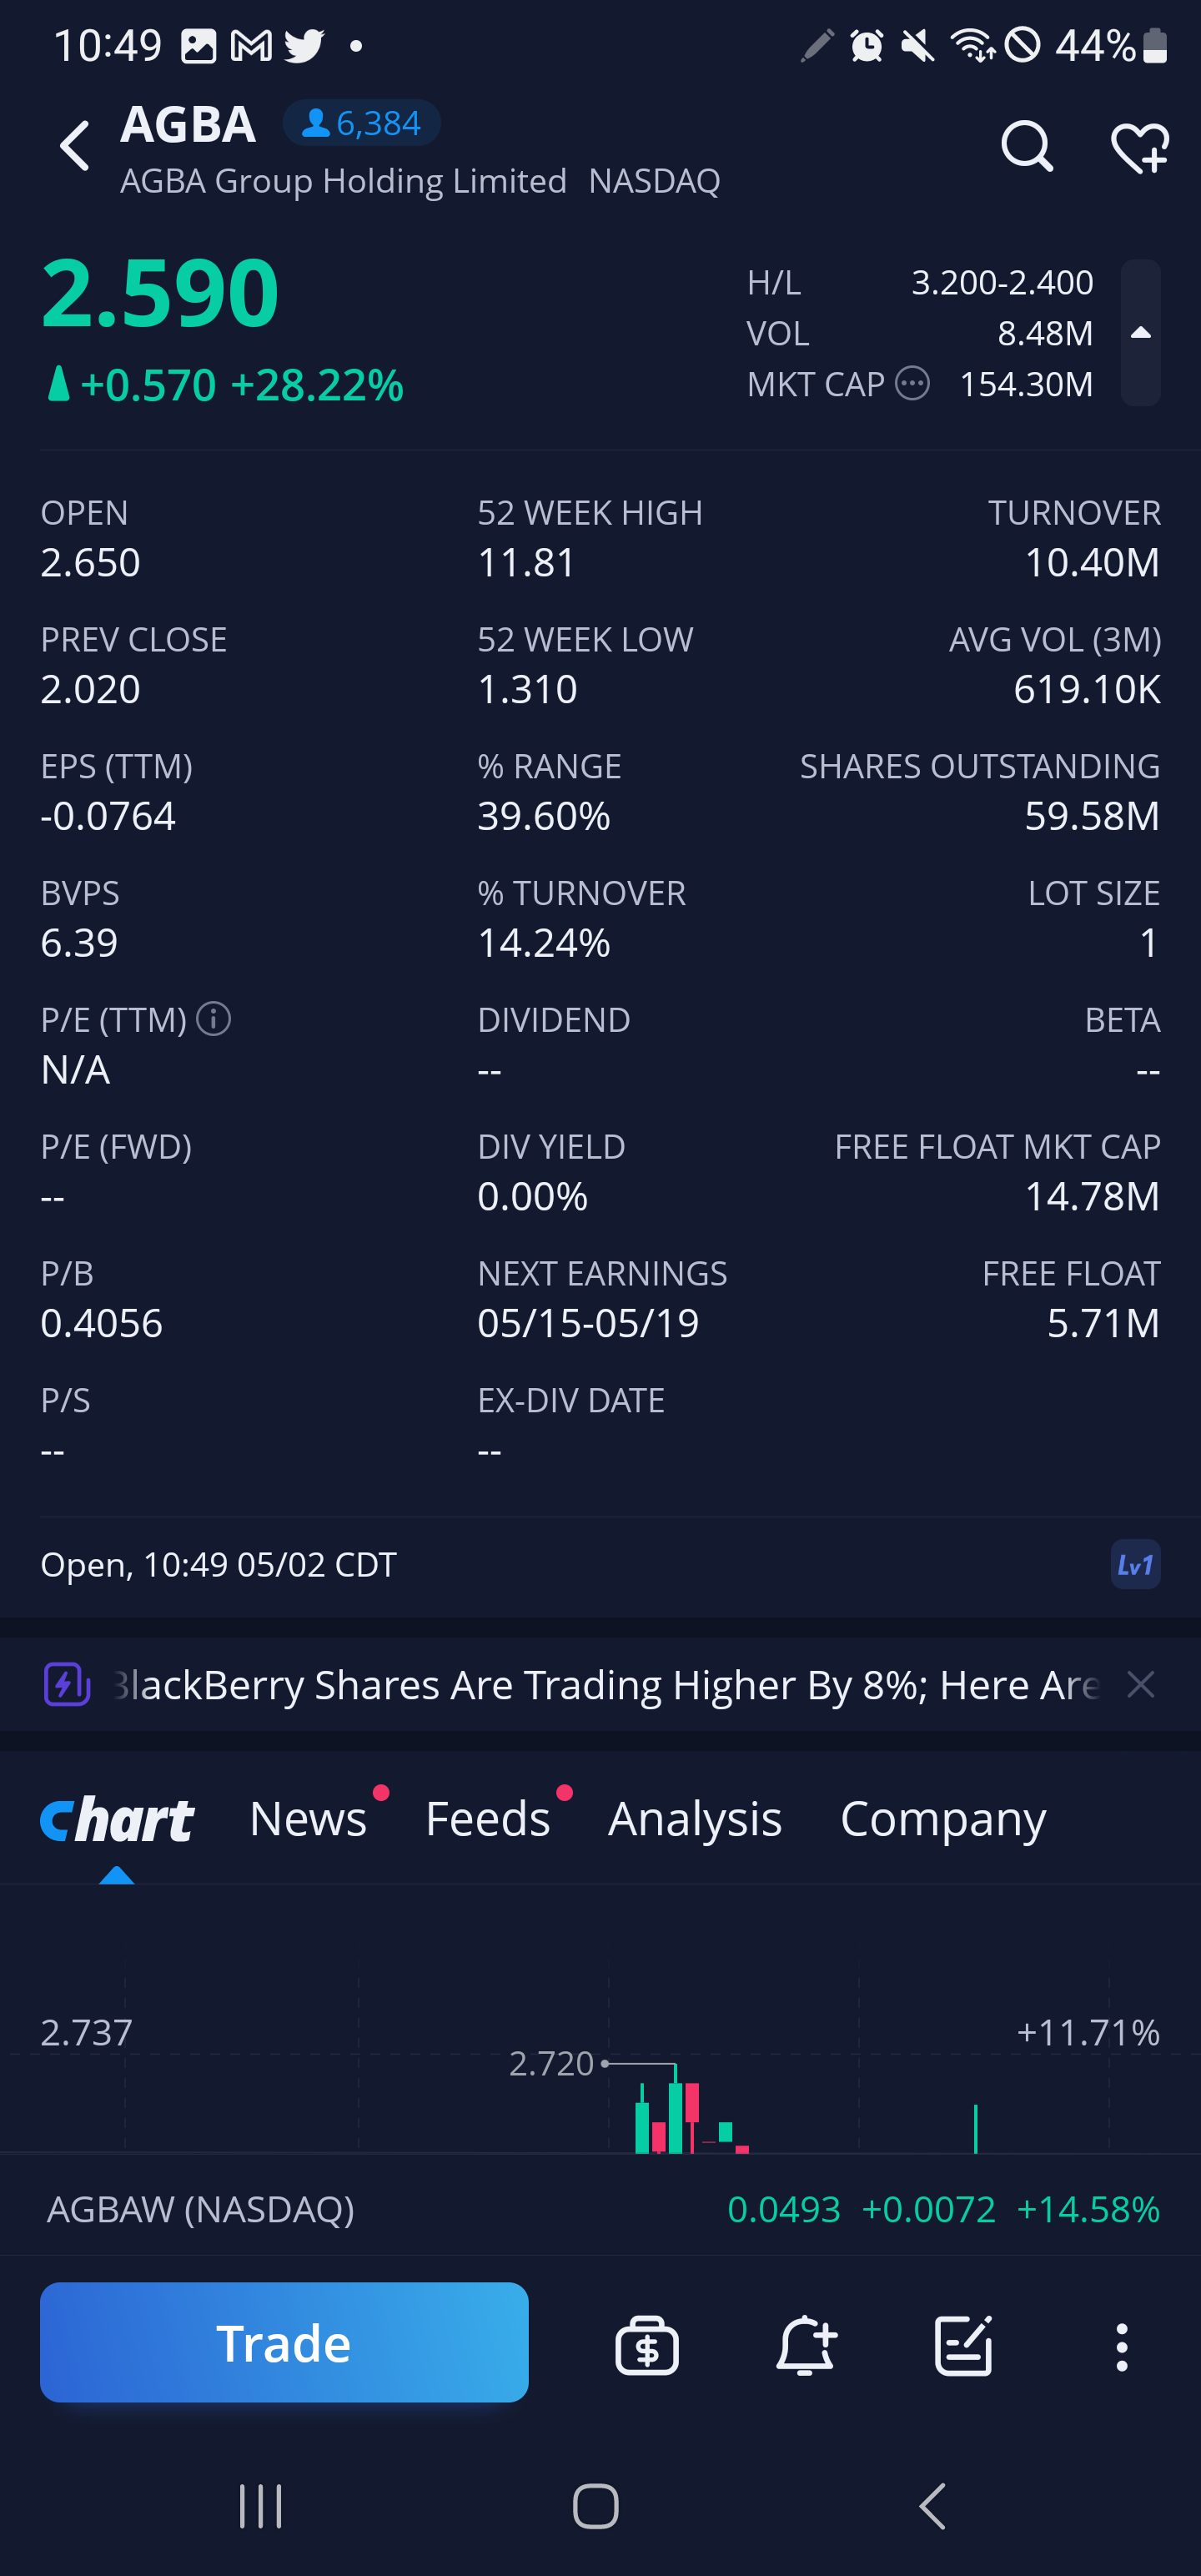 10:49 44%
AGBA 6,384
AGBA Group Holding Limited NASDAQ
2.590
+0.570 +28.22%
H/L 3.200-2.400
VOL 8.48M
MKT CAP 154.30M
OPEN 52 WEEK HIGH TURNOVER
2.650 11.81 10.40M
PREV CLOSE 52 WEEK LOW AVG VOL (3M)
2.020 1.310 619.10K
EPS (TTM) % RANGE SHARES OUTSTANDING
-0.0764 39.60% 59.58M
BVPS % TURNOVER LOT SIZE
6.39 14.24% 1
P/E (TTM) DIVIDEND BETA
N/A -- --
P/E (FWD) DIV YIELD FREE FLOAT MKT CAP
-- 0.00% 14.78M
P/B NEXT EARNINGS FREE FLOAT
0.4056 05/15-05/19 5.71M
P/S EX-DIV DATE
-- --
Open, 10:49 05/02 CDT Lv1
BlackBerry Shares Are Trading Higher By 8%; Here Are
Chart News Feeds Analysis Company
2.737 +11.71%
2.720
AGBAW (NASDAQ) 0.0493 +0.0072 +14.58%
Trade